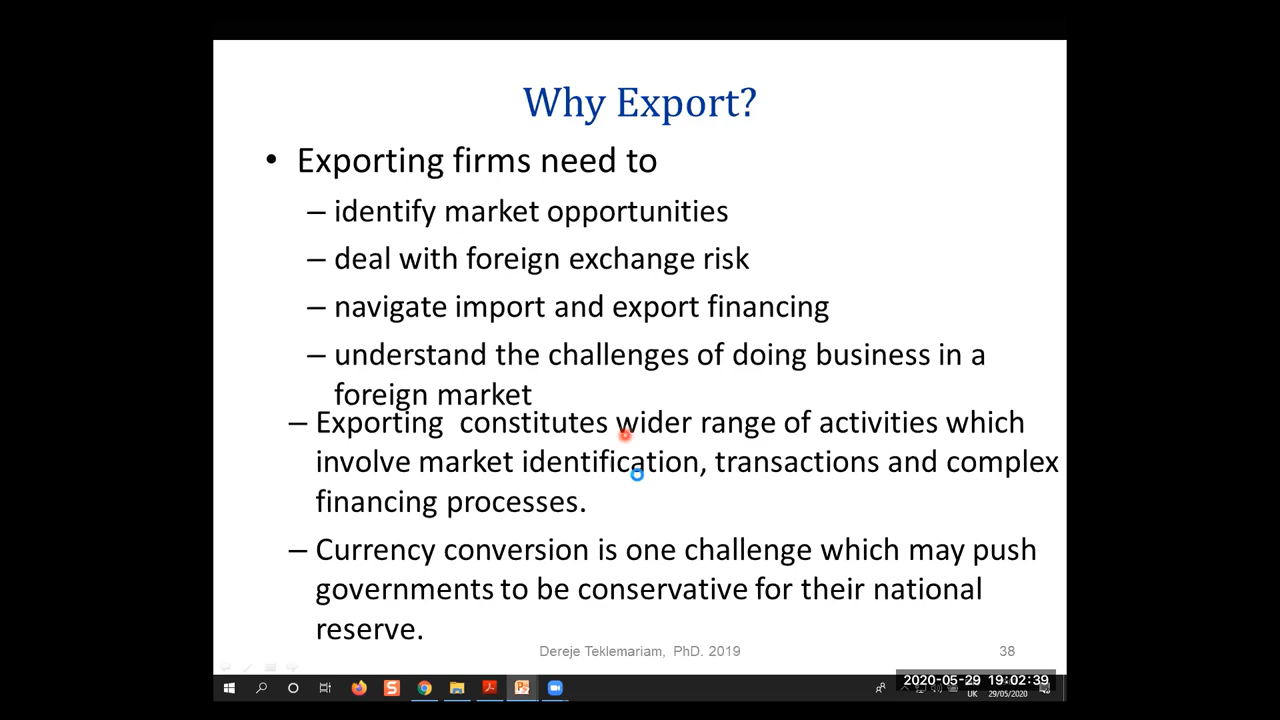 Why Export?
• Exporting firms need to
– identify market opportunities
– deal with foreign exchange risk
– navigate import and export financing
– understand the challenges of doing business in a
foreign market
– Exporting constitutes wider range of activities which
involve market identification, transactions and complex
financing processes.
– Currency conversion is one challenge which may push
governments to be conservative for their national
reserve.
Dereje Teklemariam, PhD. 2019
38
2020-05-29 19:02:39
UK
29/05/2020